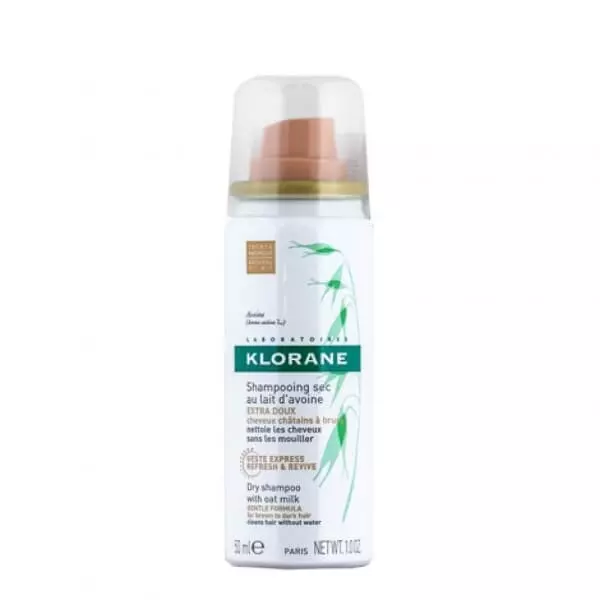 Avoine
LABORATOIRES
KLORANE
Shampooing sec
au lait d'avoine
EXTRA DOUX
cheveux châtains à bruns
nettoie les cheveux
sans les mouiller
GESTE EXPRESS
REFRESH & REVIVE
Dry shampoo
with oat milk
GENTLE FORMULA
for brown to dark hair
cleans hair without water
50 ml e PARIS NET WT. 1.0 OZ.